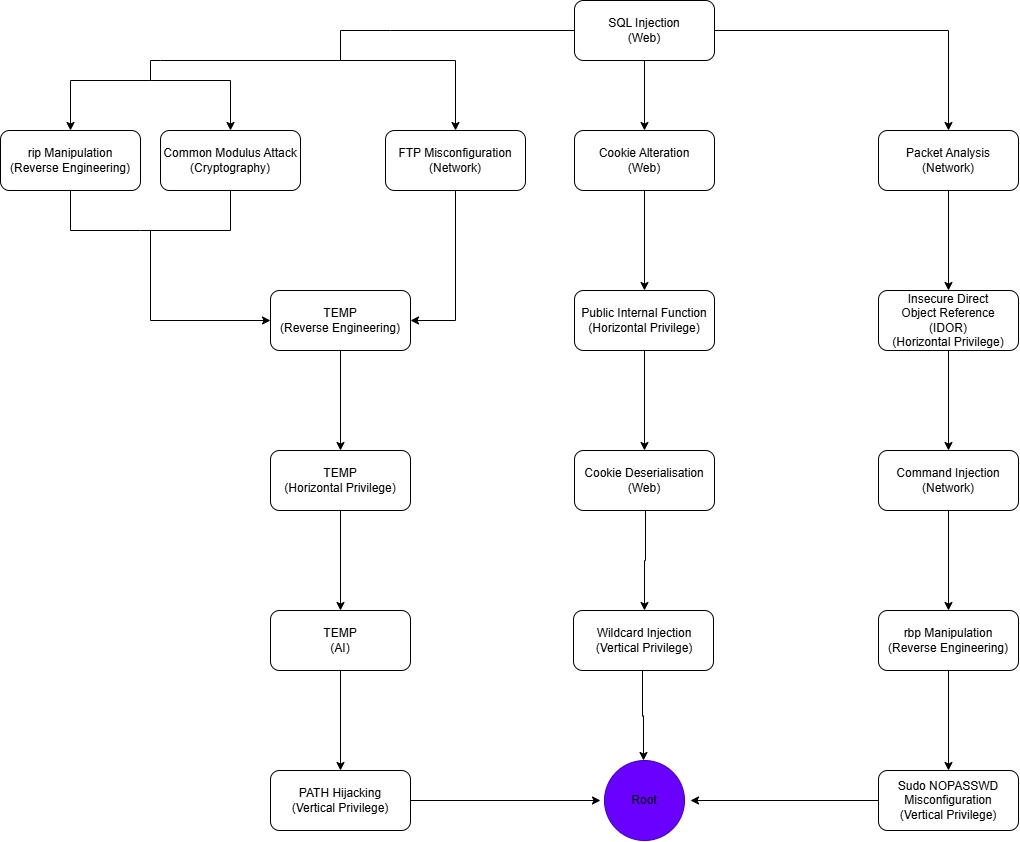 SQL Injection
(Web)
rip Manipulation
(Reverse Engineering)
Common Modulus Attack
(Cryptography)
FTP Misconfiguration
(Network)
Cookie Alteration
(Web)
Packet Analysis
(Network)
TEMP
(Reverse Engineering)
Public Internal Function
(Horizontal Privilege)
Insecure Direct
Object Reference
(IDOR)
(Horizontal Privilege)
TEMP
(Horizontal Privilege)
Cookie Deserialisation
(Web)
Command Injection
(Network)
TEMP
(AI)
Wildcard Injection
(Vertical Privilege)
rbp Manipulation
(Reverse Engineering)
PATH Hijacking
(Vertical Privilege)
Root
Sudo NOPASSWD
Misconfiguration
(Vertical Privilege)